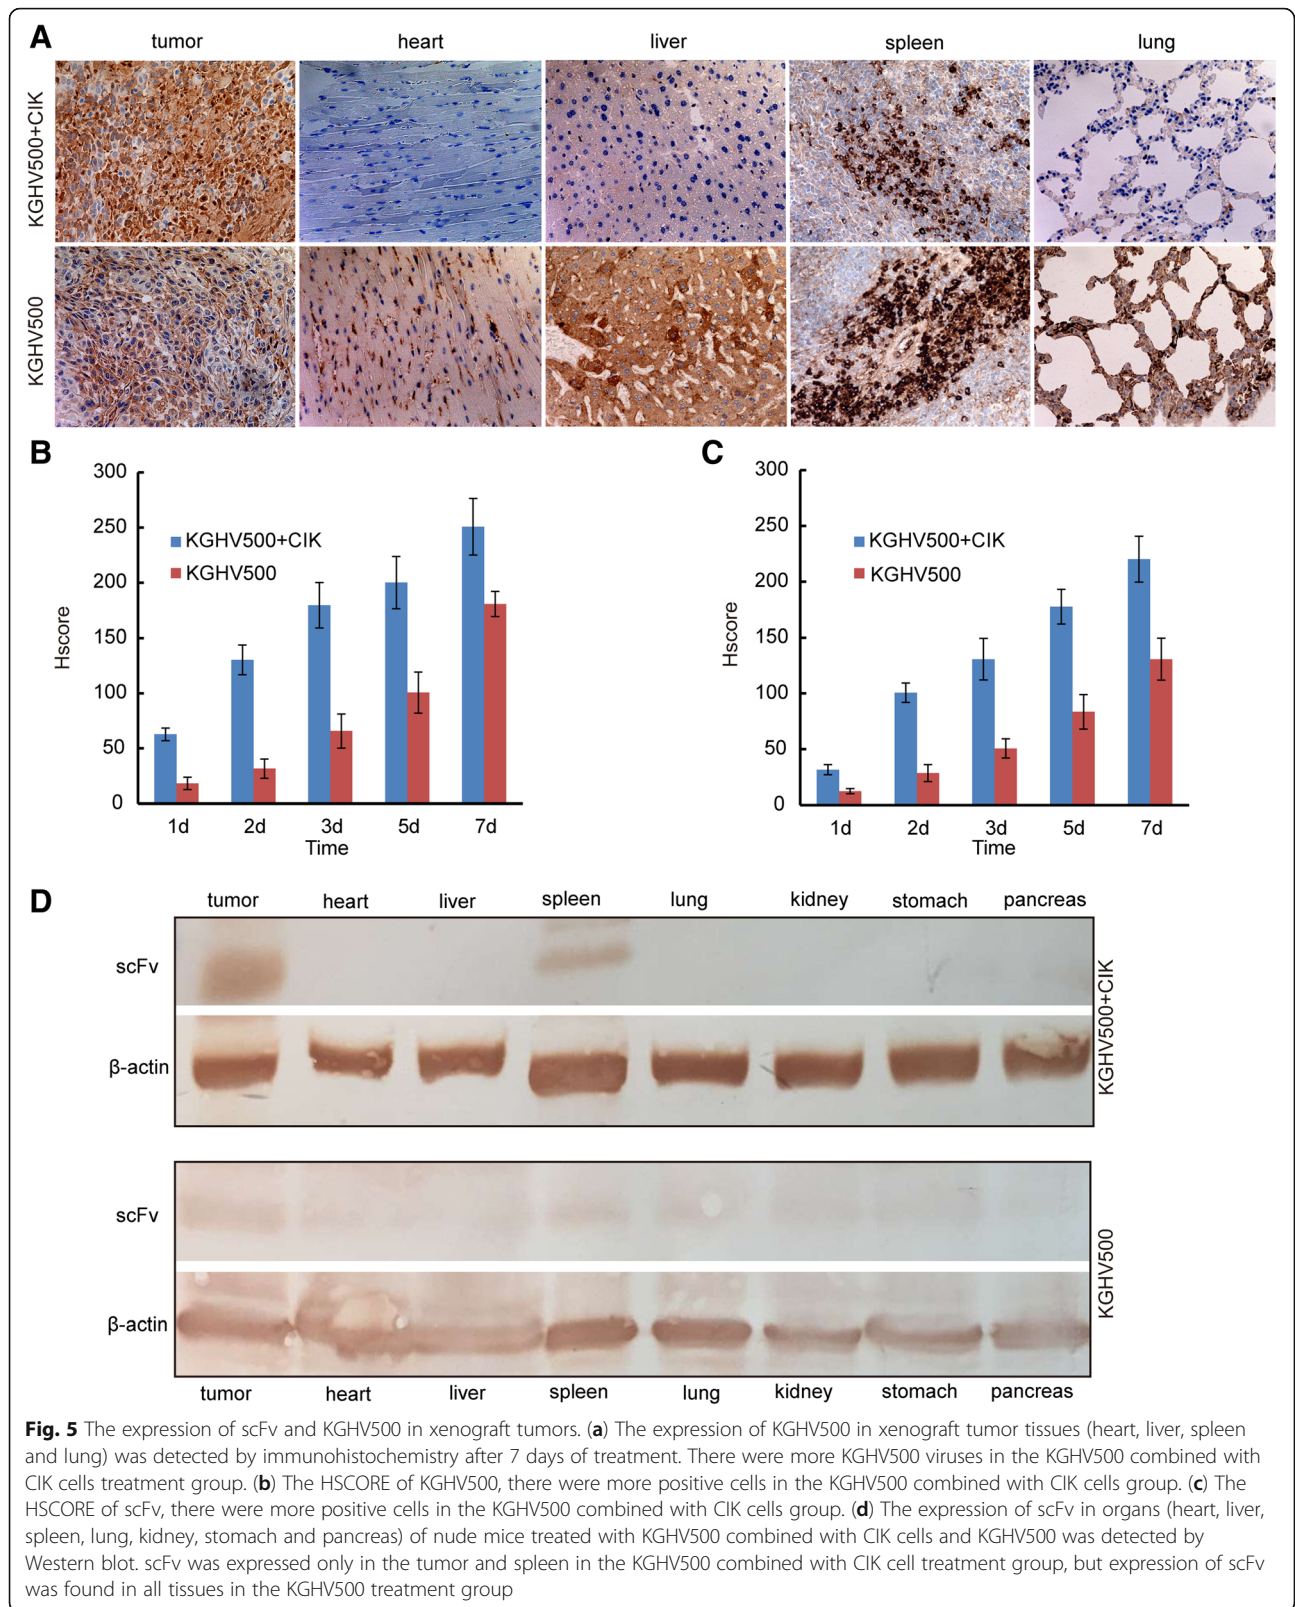 A
tumor heart liver spleen lung
KGHV500+CIK
KGHV500
B
300
250
200
150
100
50
0
Hscore
KGHV500+CIK
KGHV500
1d 2d 3d 5d 7d
Time
C
300
250
200
150
100
50
0
Hscore
KGHV500+CIK
KGHV500
1d 2d 3d 5d 7d
Time
D
tumor heart liver spleen lung kidney stomach pancreas
scFv
β-actin
KGHV500+CIK
scFv
β-actin
KGHV500
tumor heart liver spleen lung kidney stomach pancreas
Fig. 5 The expression of scFv and KGHV500 in xenograft tumors. (a) The expression of KGHV500 in xenograft tumor tissues (heart, liver, spleen
and lung) was detected by immunohistochemistry after 7 days of treatment. There were more KGHV500 viruses in the KGHV500 combined with
CIK cells treatment group. (b) The HSCORE of KGHV500, there were more positive cells in the KGHV500 combined with CIK cells group. (c) The
HSCORE of scFv, there were more positive cells in the KGHV500 combined with CIK cells group. (d) The expression of scFv in organs (heart, liver,
spleen, lung, kidney, stomach and pancreas) of nude mice treated with KGHV500 combined with CIK cells and KGHV500 was detected by
Western blot. scFv was expressed only in the tumor and spleen in the KGHV500 combined with CIK cell treatment group, but expression of scFv
was found in all tissues in the KGHV500 treatment group